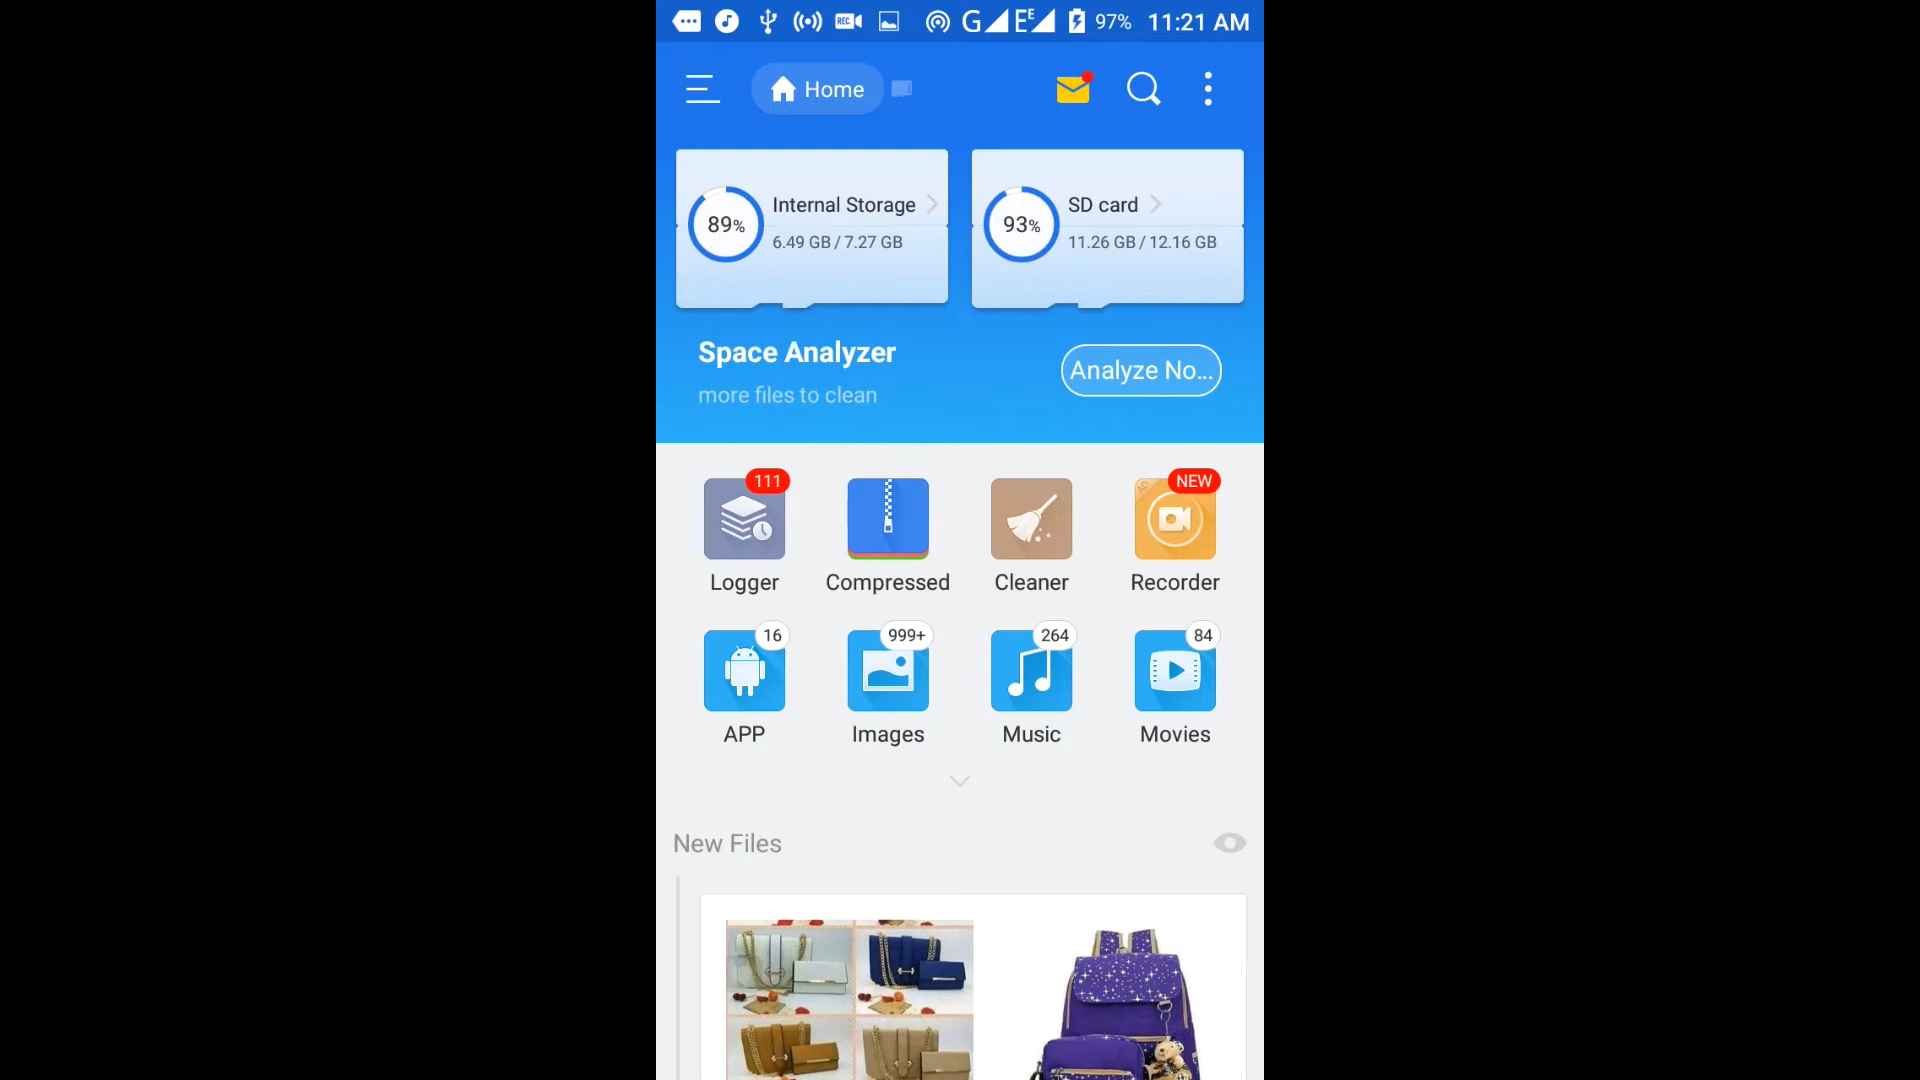 REC G E E 97% 11:21 AM
Home
Internal Storage
89%
6.49 GB / 7.27 GB
SD card
93%
11.26 GB / 12.16 GB
Space Analyzer
more files to clean
Analyze No...
111
NEW
AD
Logger Compressed Cleaner Recorder
16 999+ 264 84
APP Images Music Movies
New Files